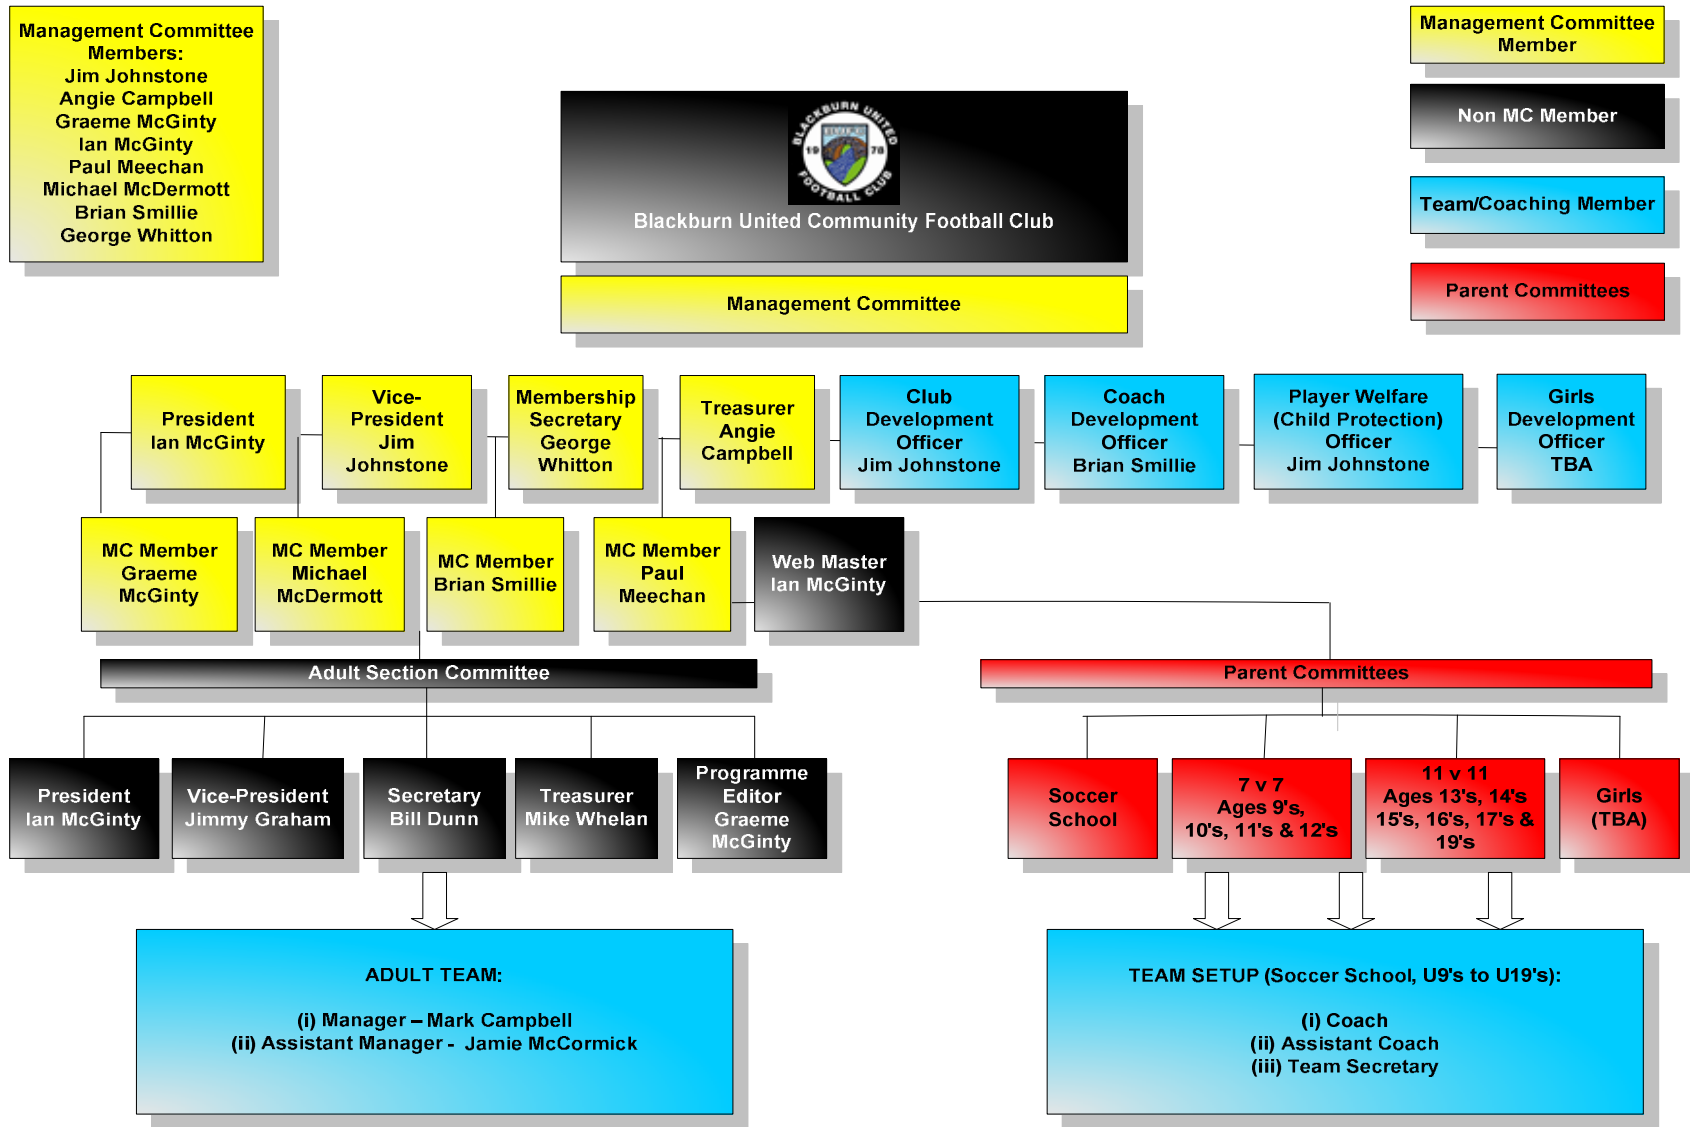 Management Committee
Members:
Jim Johnstone
Angie Campbell
Graeme McGinty
Ian McGinty
Paul Meechan
Michael McDermott
Brian Smillie
George Whitton
BLACKBURN UNITED
19 78
FOOTBALL CLUB
Blackburn United Community Football Club
Management Committee
Management Committee
Member
Non MC Member
Team/Coaching Member
Parent Committees
President
Ian McGinty
Vice-
President
Jim
Johnstone
Membership
Secretary
George
Whitton
Treasurer
Angie
Campbell
Club
Development
Officer
Jim Johnstone
Coach
Development
Officer
Brian Smillie
Player Welfare
(Child Protection)
Officer
Jim Johnstone
Girls
Development
Officer
TBA
MC Member
Graeme
McGinty
MC Member
Michael
McDermott
MC Member
Brian Smillie
MC Member
Paul
Meechan
Web Master
Ian McGinty
Adult Section Committee
Parent Committees
President
Ian McGinty
Vice-President
Jimmy Graham
Secretary
Bill Dunn
Treasurer
Mike Whelan
Programme
Editor
Graeme
McGinty
Soccer
School
7 v 7
Ages 9's,
10's, 11's & 12's
11 v 11
Ages 13's, 14's
15's, 16's, 17's &
19's
Girls
(TBA)
ADULT TEAM:
(i) Manager – Mark Campbell
(ii) Assistant Manager - Jamie McCormick
TEAM SETUP (Soccer School, U9's to U19's):
(i) Coach
(ii) Assistant Coach
(iii) Team Secretary